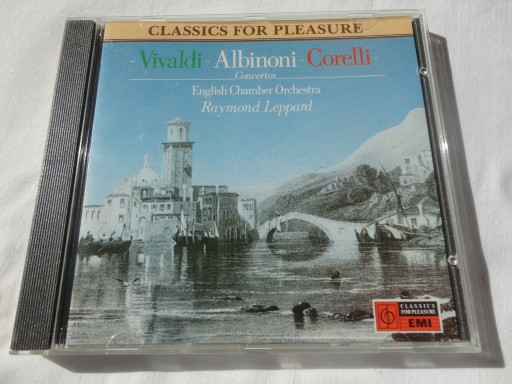 CLASSICS FOR PLEASURE
- Vivaldi - Albinoni - Corelli -
Concertos
English Chamber Orchestra
Raymond Leppard
CLASSICS
FOR PLEASURE
EMI